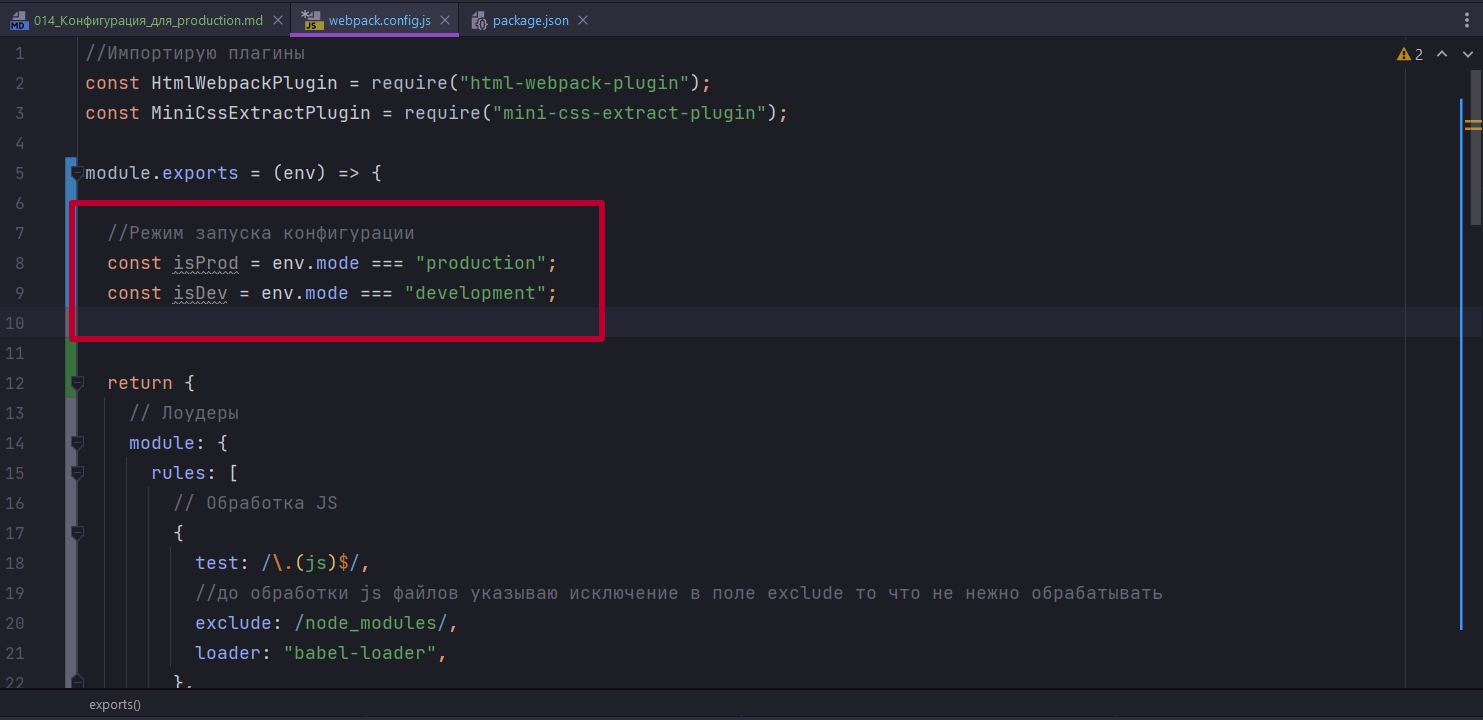 014_Конфигурация_для_production.md webpack.config.js package.json
1 //Импортирую плагины
2 const HtmlWebpackPlugin = require("html-webpack-plugin");
3 const MiniCssExtractPlugin = require("mini-css-extract-plugin");
4
5 module.exports = (env) => {
6
7 //Режим запуска конфигурации
8 const isProd = env.mode === "production";
9 const isDev = env.mode === "development";
10
11
12 return {
13 // Лоудеры
14 module: {
15 rules: [
16 // Обработка JS
17 {
18 test: /\.(js)$/,
19 //до обработки js файлов указываю исключение в поле exclude то что не нежно обрабатывать
20 exclude: /node_modules/,
21 loader: "babel-loader",
22 },
2
MD JS
exports()